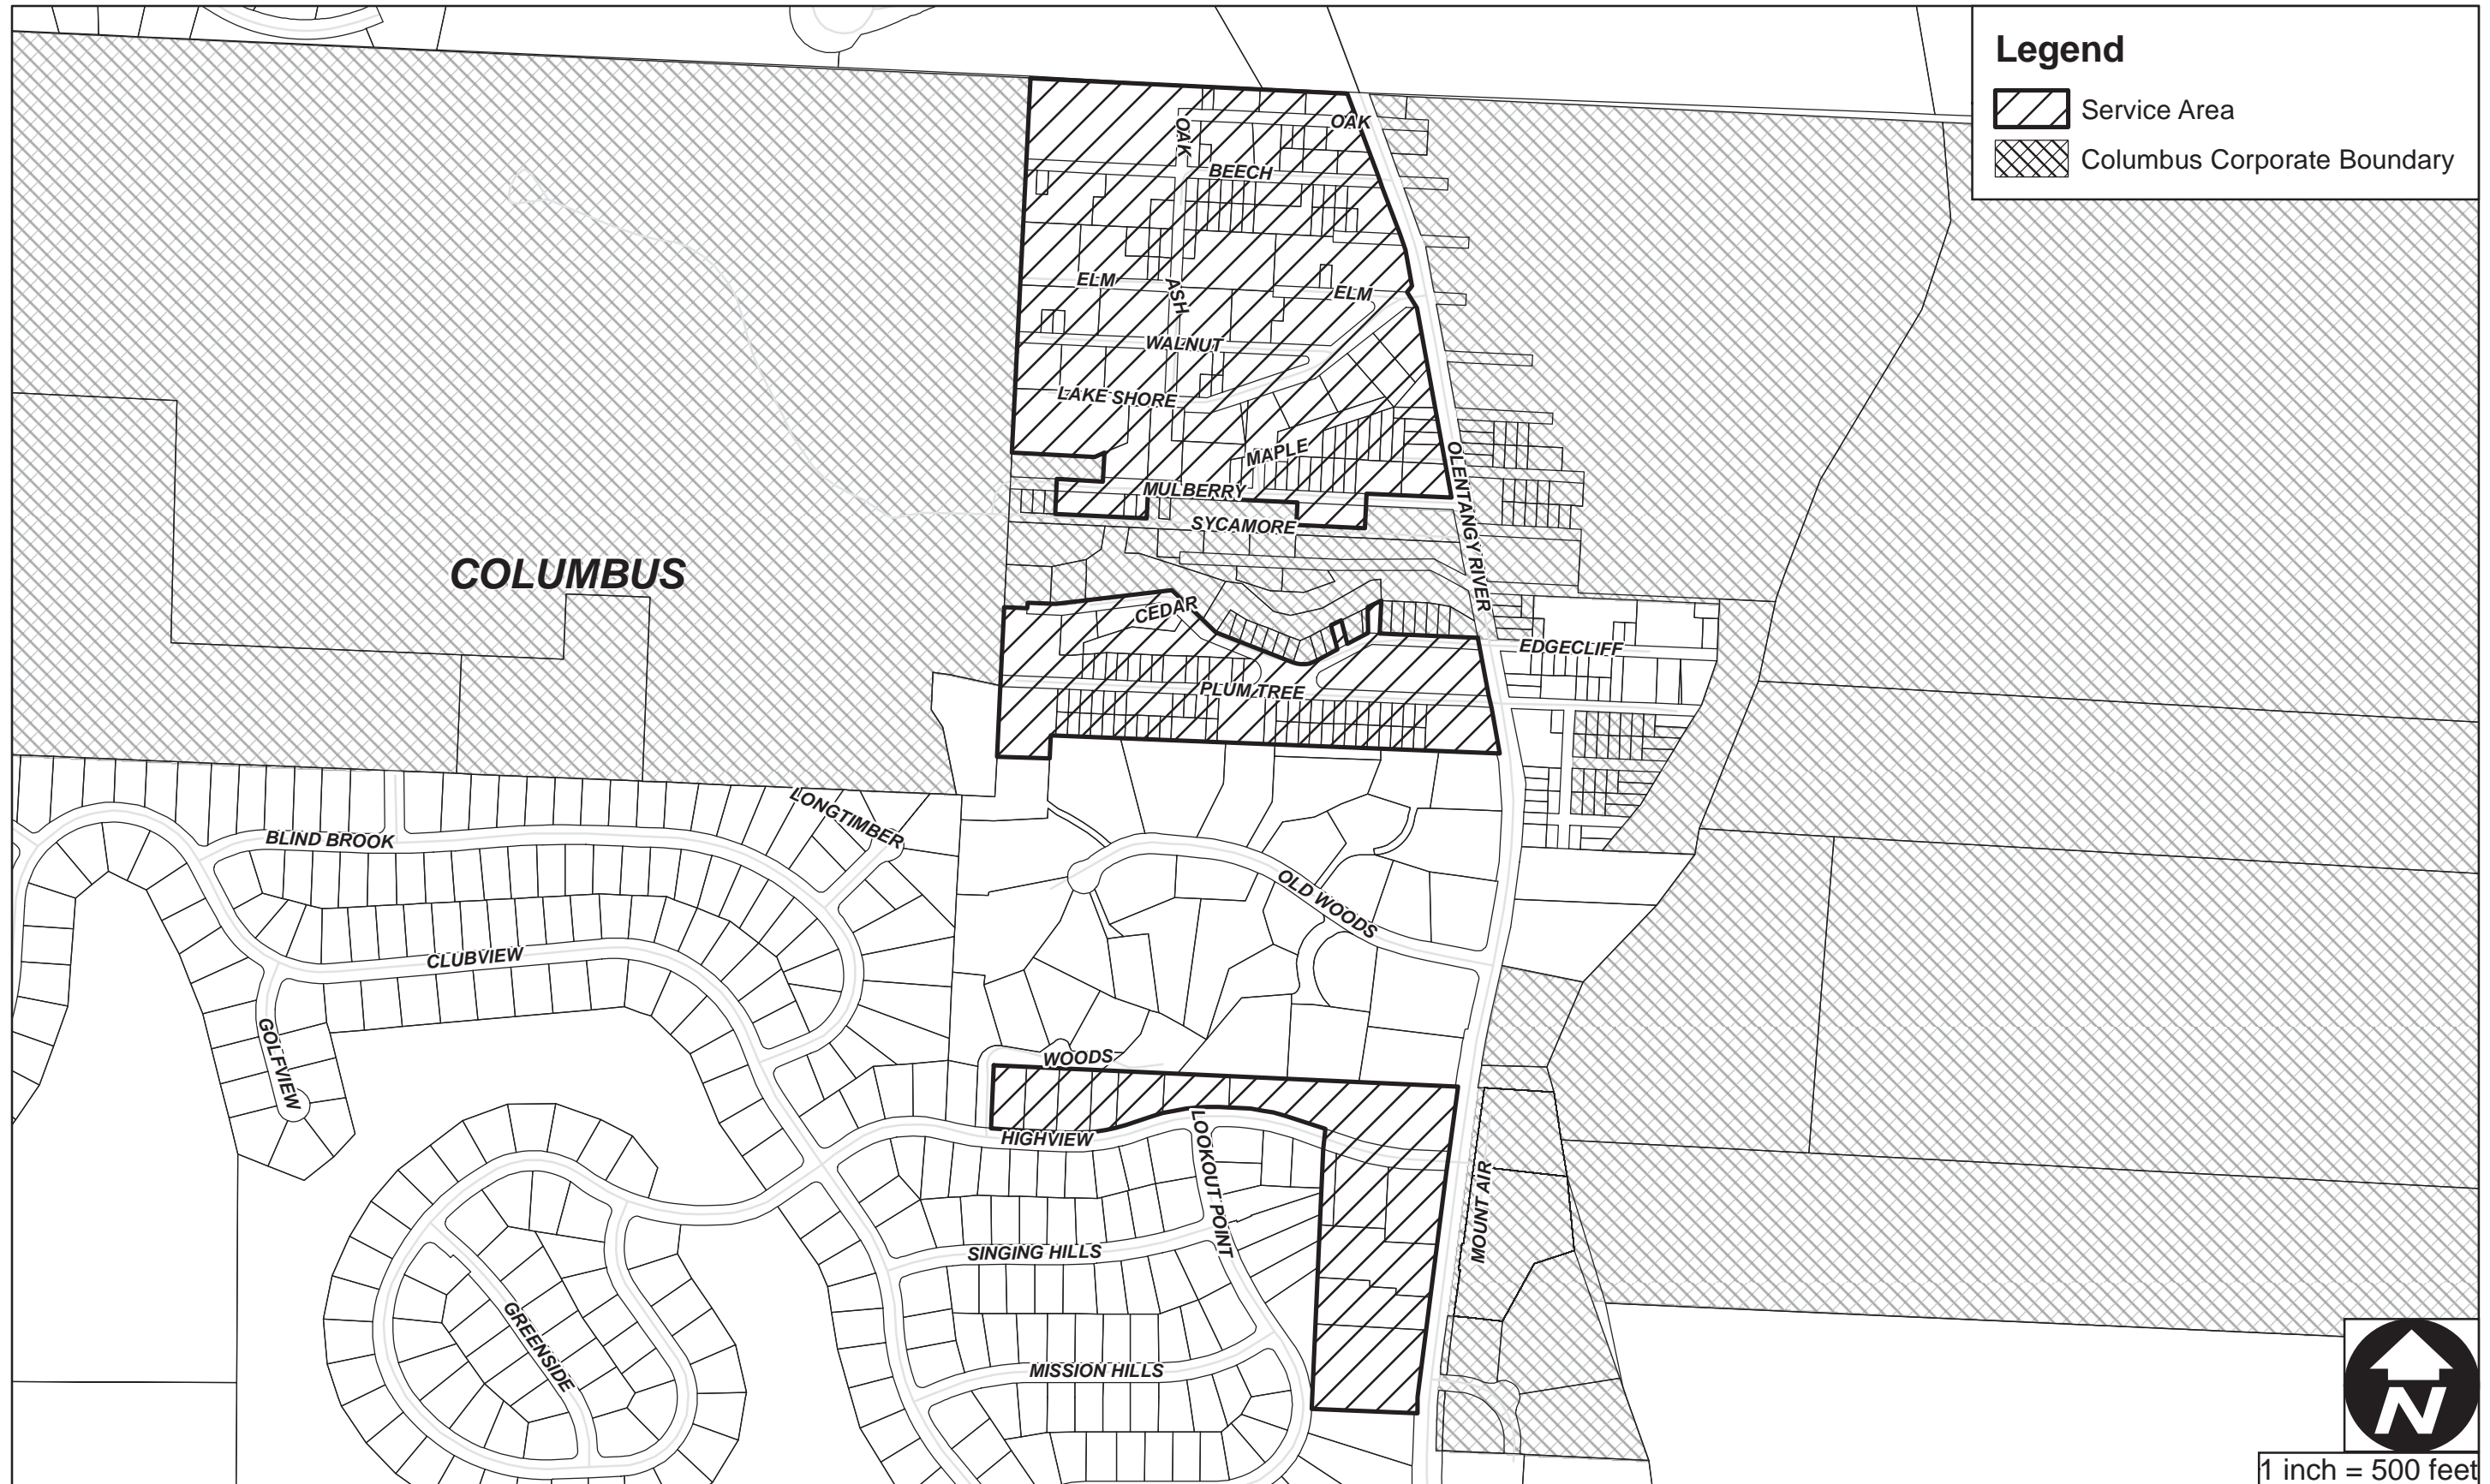 Legend
Service Area
Columbus Corporate Boundary
OAK
OAK
BEECH
ELM
ASH
ELM
WALNUT
LAKE SHORE
MAPLE
MULBERRY
SYCAMORE
OLENTANGY RIVER
COLUMBUS
CEDAR
EDGECLIFF
PLUM TREE
LONGTIMBER
BLIND BROOK
OLD WOODS
CLUBVIEW
GOLFVIEW
WOODS
HIGHVIEW
LOOKOUT POINT
MOUNT AIR
SINGING HILLS
GREENSIDE
MISSION HILLS
N
1 inch = 500 feet